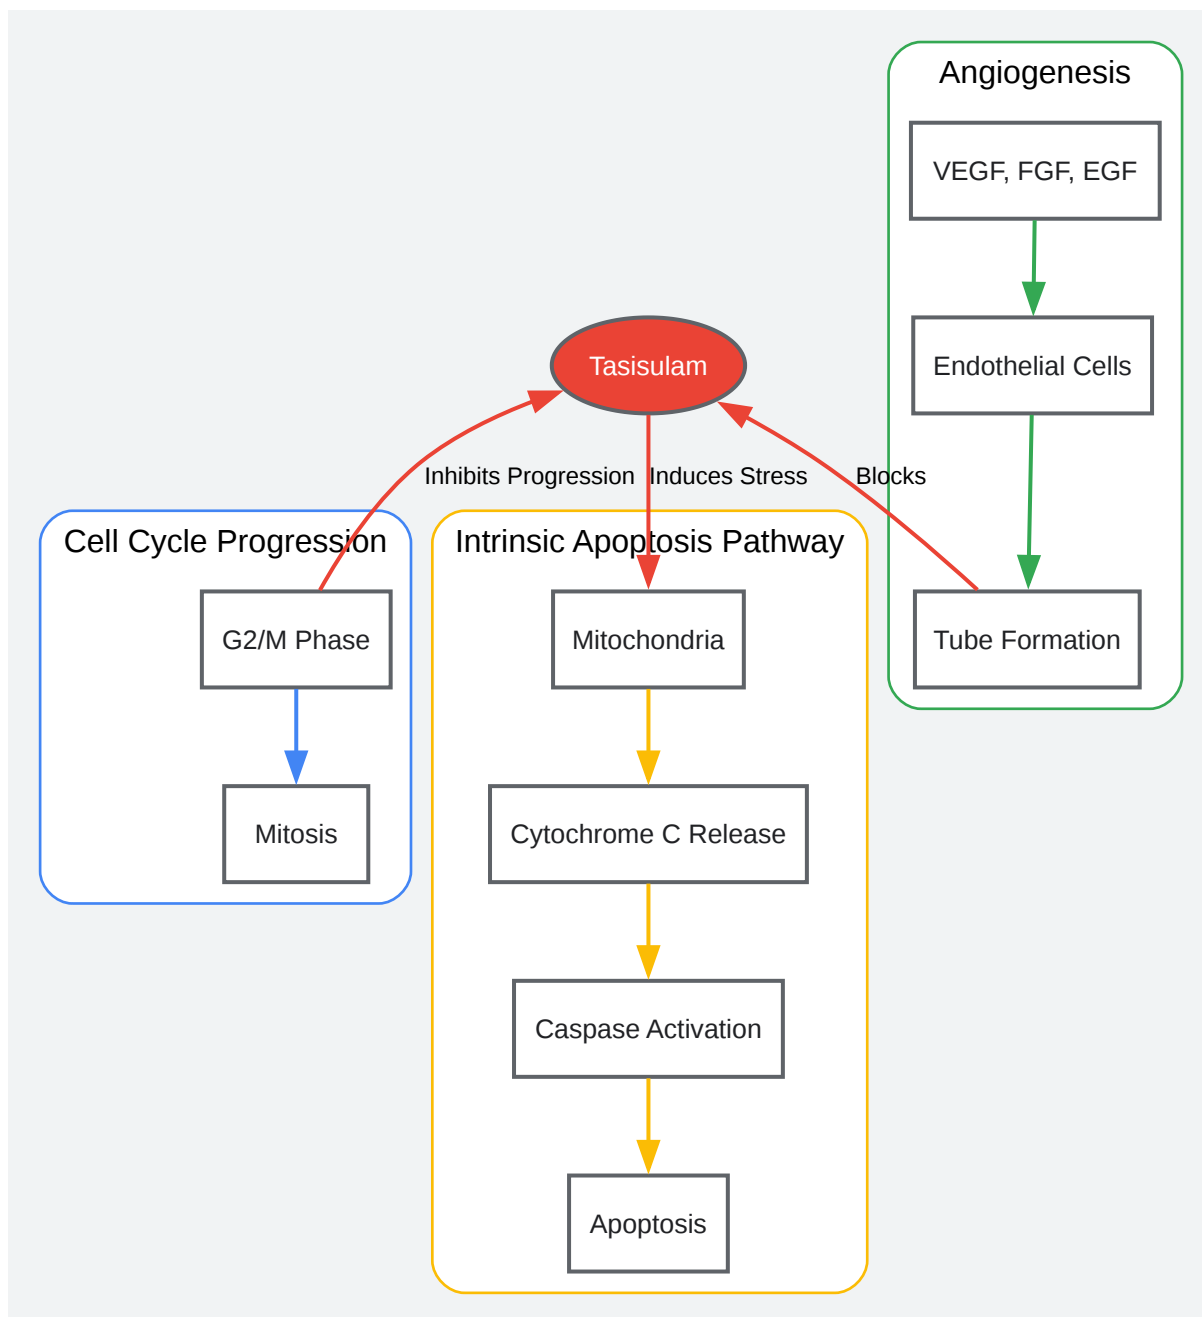 Angiogenesis
VEGF, FGF, EGF
Tasisulam
Endothelial Cells
Inhibits Progression
Induces Stress
Blocks
Cell Cycle Progression
Intrinsic Apoptosis Pathway
G2/M Phase
Mitochondria
Tube Formation
Mitosis
Cytochrome C Release
Caspase Activation
Apoptosis